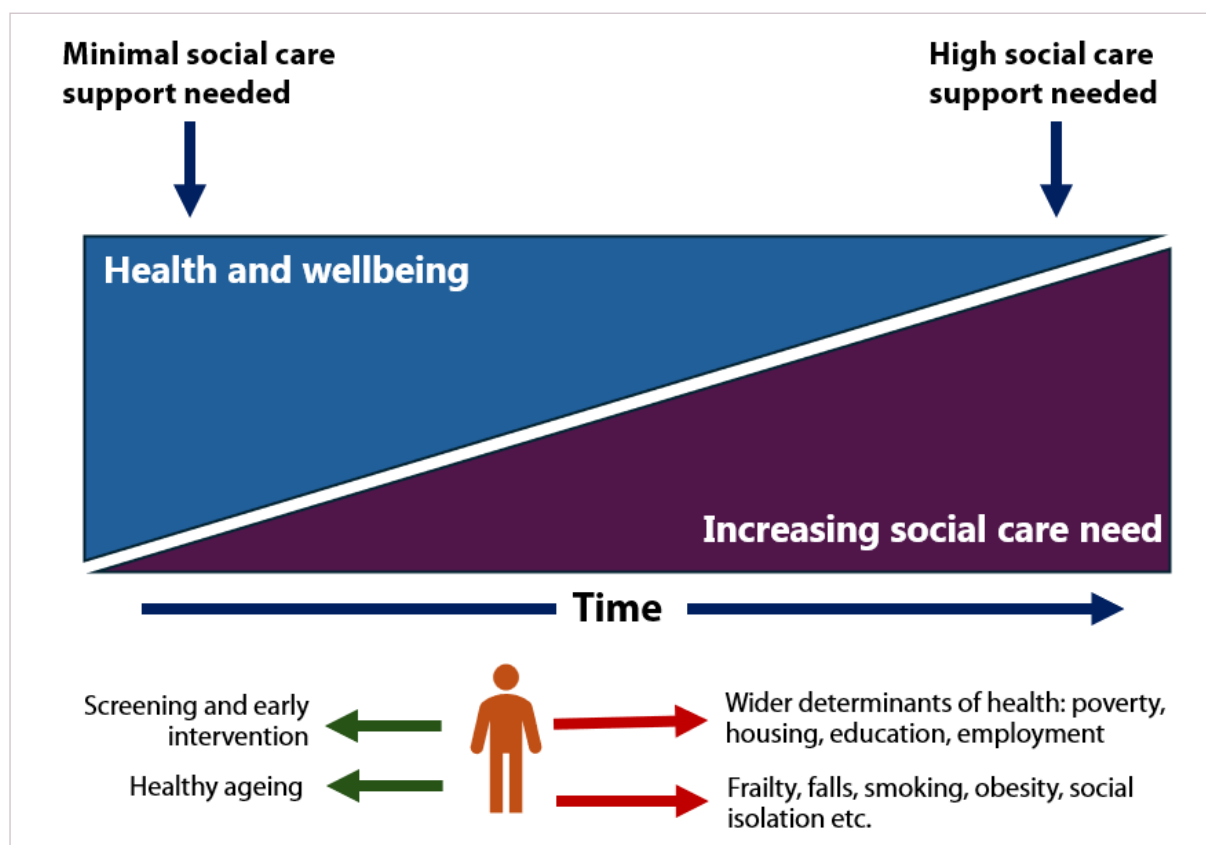 Minimal social care
support needed
High social care
support needed
Health and wellbeing
Increasing social care need
Time
Screening and early
intervention
Healthy ageing
Wider determinants of health: poverty,
housing, education, employment
Frailty, falls, smoking, obesity, social
isolation etc.